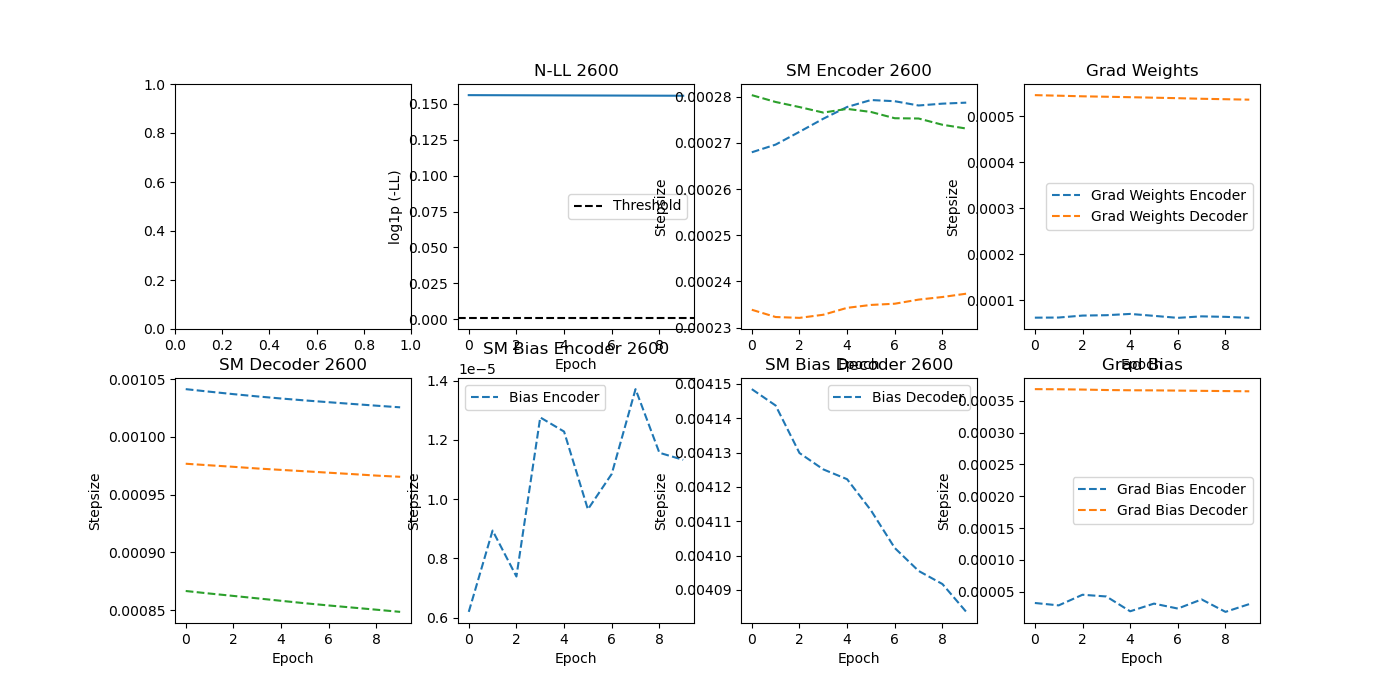 N-LL 2600
SM Encoder 2600
Grad Weights
1.0
0.8
0.6
0.4
0.2
0.0
0.0 0.2 0.4 0.6 0.8 1.0
log1p (-LL)
0.150
0.125
0.100
0.075
0.050
0.025
0.000
Threshold
0 2 4 6 8
Epoch
Stepsize
0.00028
0.00027
0.00026
0.00025
0.00024
0.00023
0 2 4 6 8
Epoch
Stepsize
0.0005
0.0004
0.0003
0.0002
0.0001
Grad Weights Encoder
Grad Weights Decoder
0 2 4 6 8
Epoch
SM Decoder 2600
Stepsize
0.00105
0.00100
0.00095
0.00090
0.00085
0 2 4 6 8
Epoch
SM Bias Encoder 2600
1e−5
Stepsize
1.4
1.2
1.0
0.8
0.6
Bias Encoder
0 2 4 6 8
Epoch
SM Bias Decoder 2600
Stepsize
0.00415
0.00414
0.00413
0.00412
0.00411
0.00410
0.00409
Bias Decoder
0 2 4 6 8
Epoch
Grad Bias
Stepsize
0.00035
0.00030
0.00025
0.00020
0.00015
0.00010
0.00005
Grad Bias Encoder
Grad Bias Decoder
0 2 4 6 8
Epoch